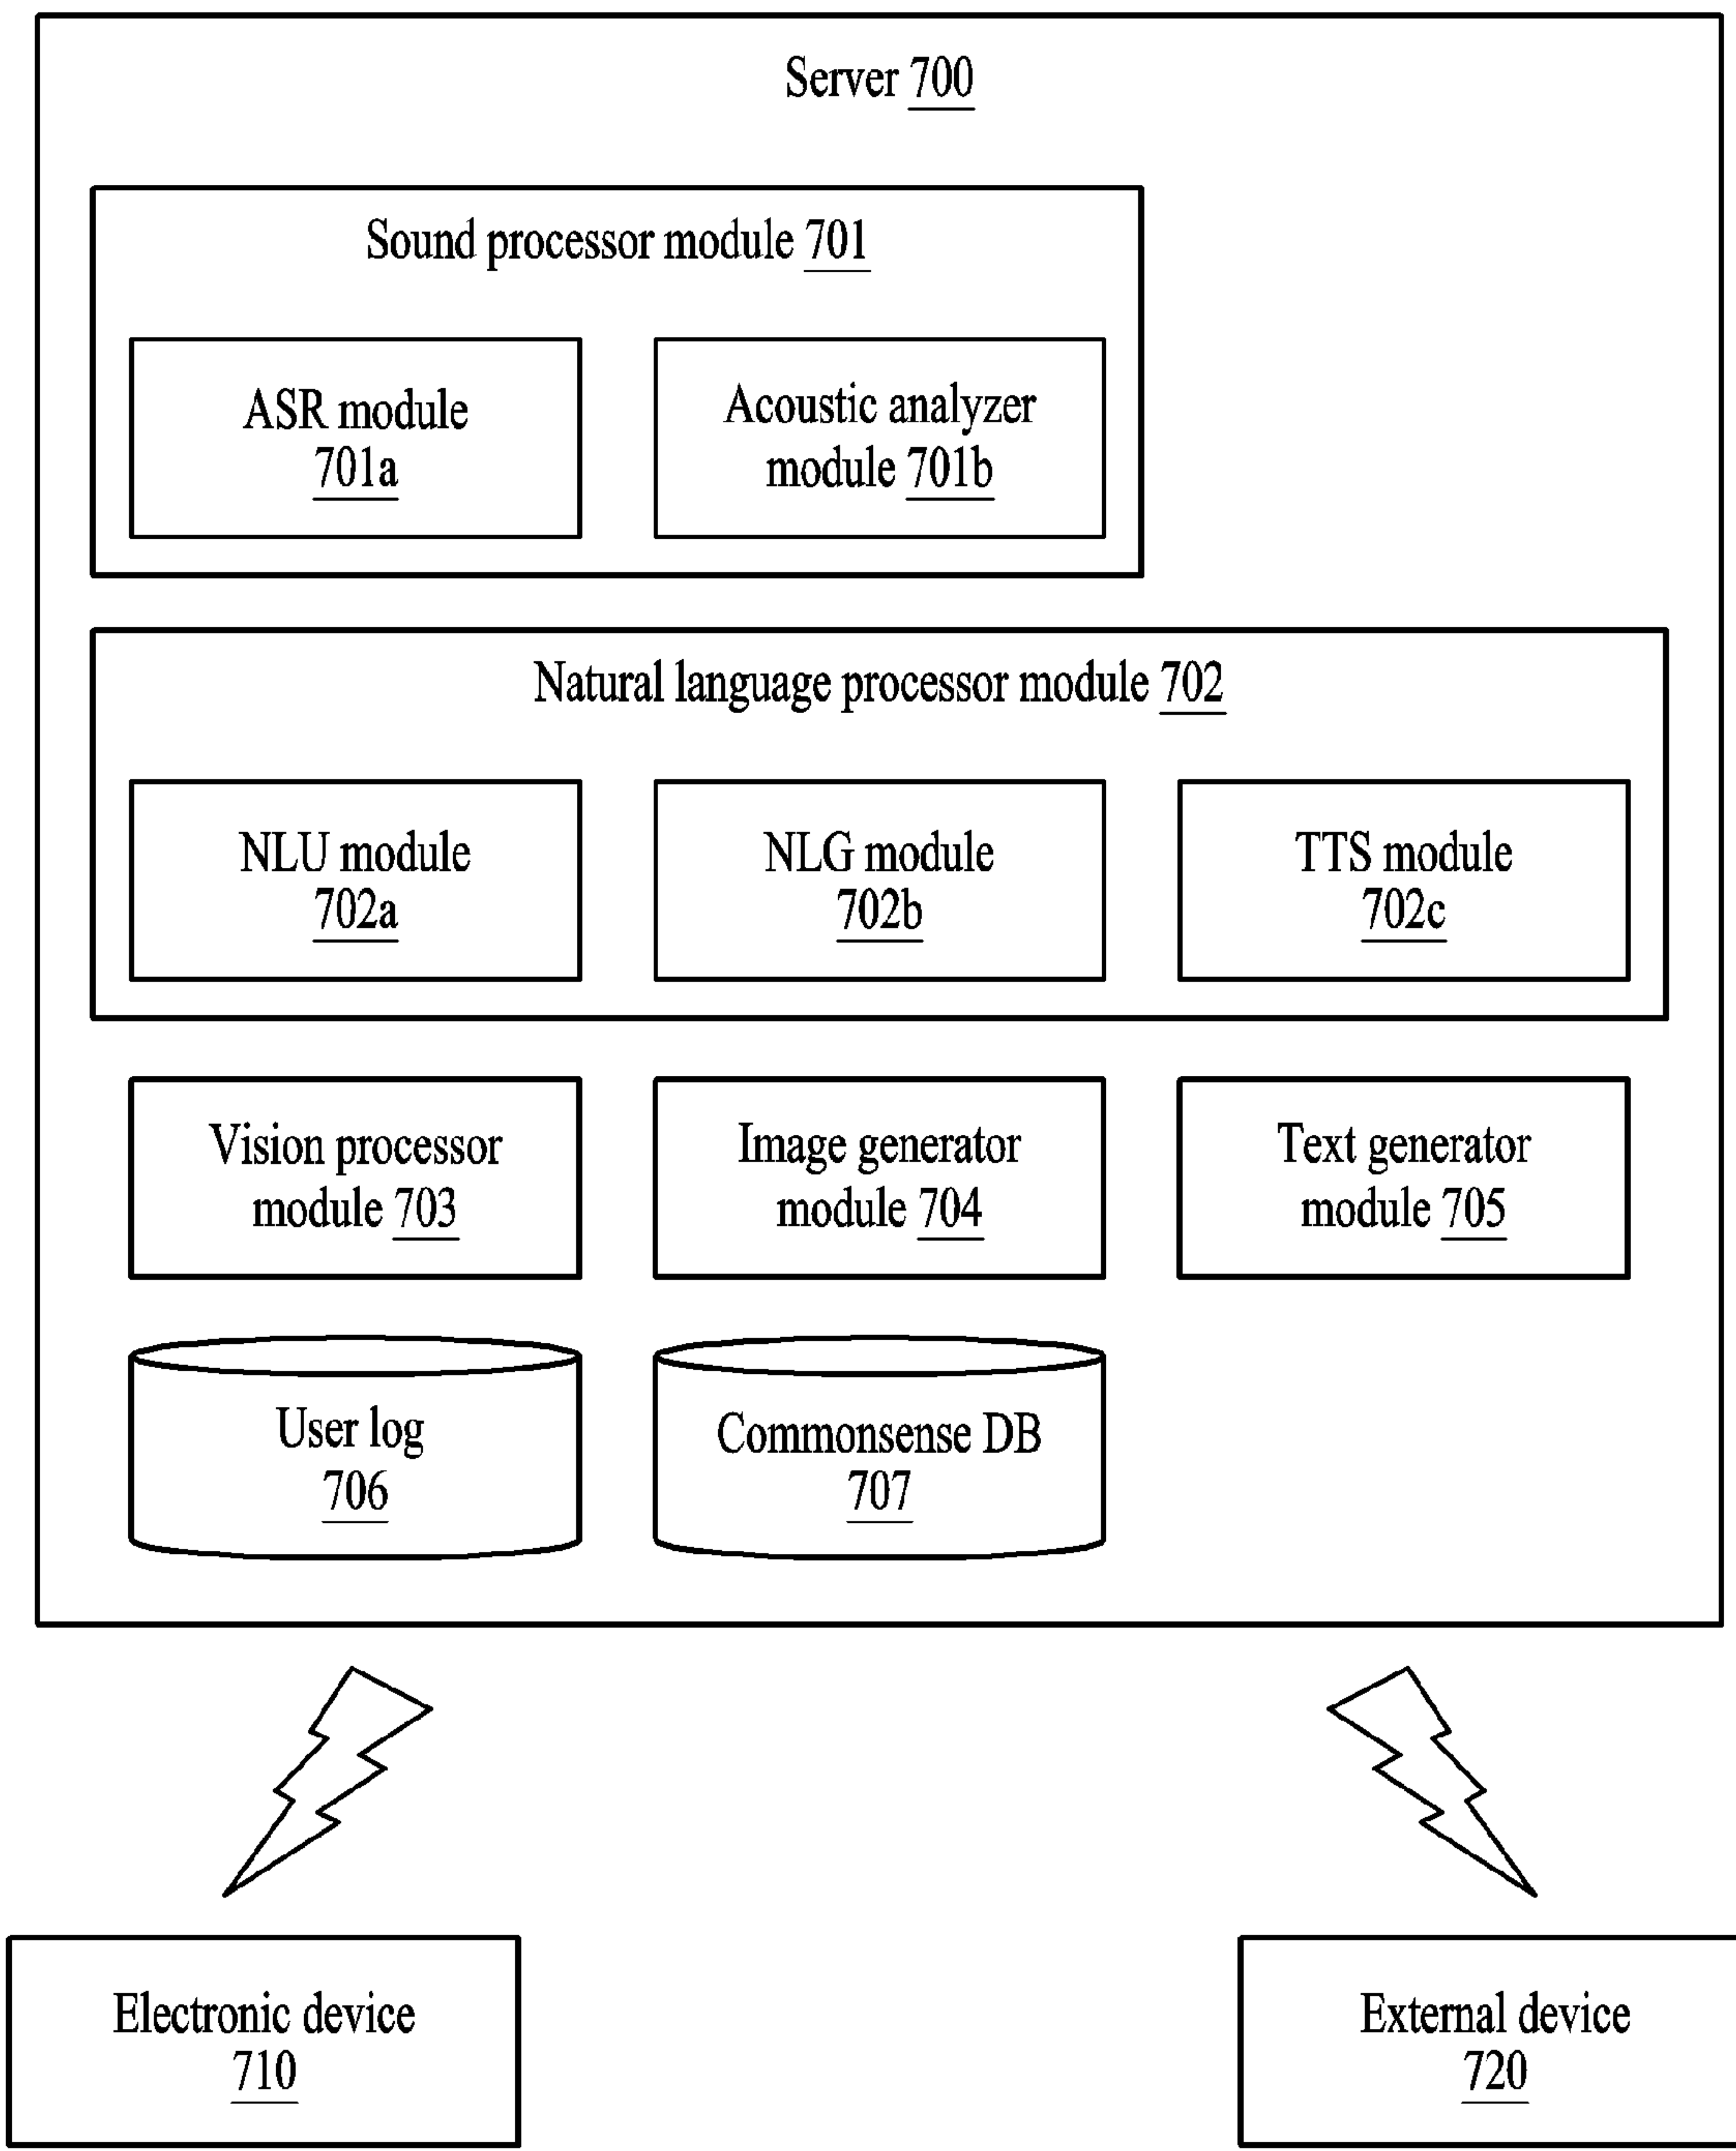 Server 700
Sound processor module 701
ASR module
701a
Acoustic analyzer
module 701b
Natural language processor module 702
NLU module
702a
NLG module
702b
TTS module
702c
Vision processor
module 703
Image generator
module 704
Text generator
module 705
User log
706
Commonsense DB
707
Electronic device
710
External device
720